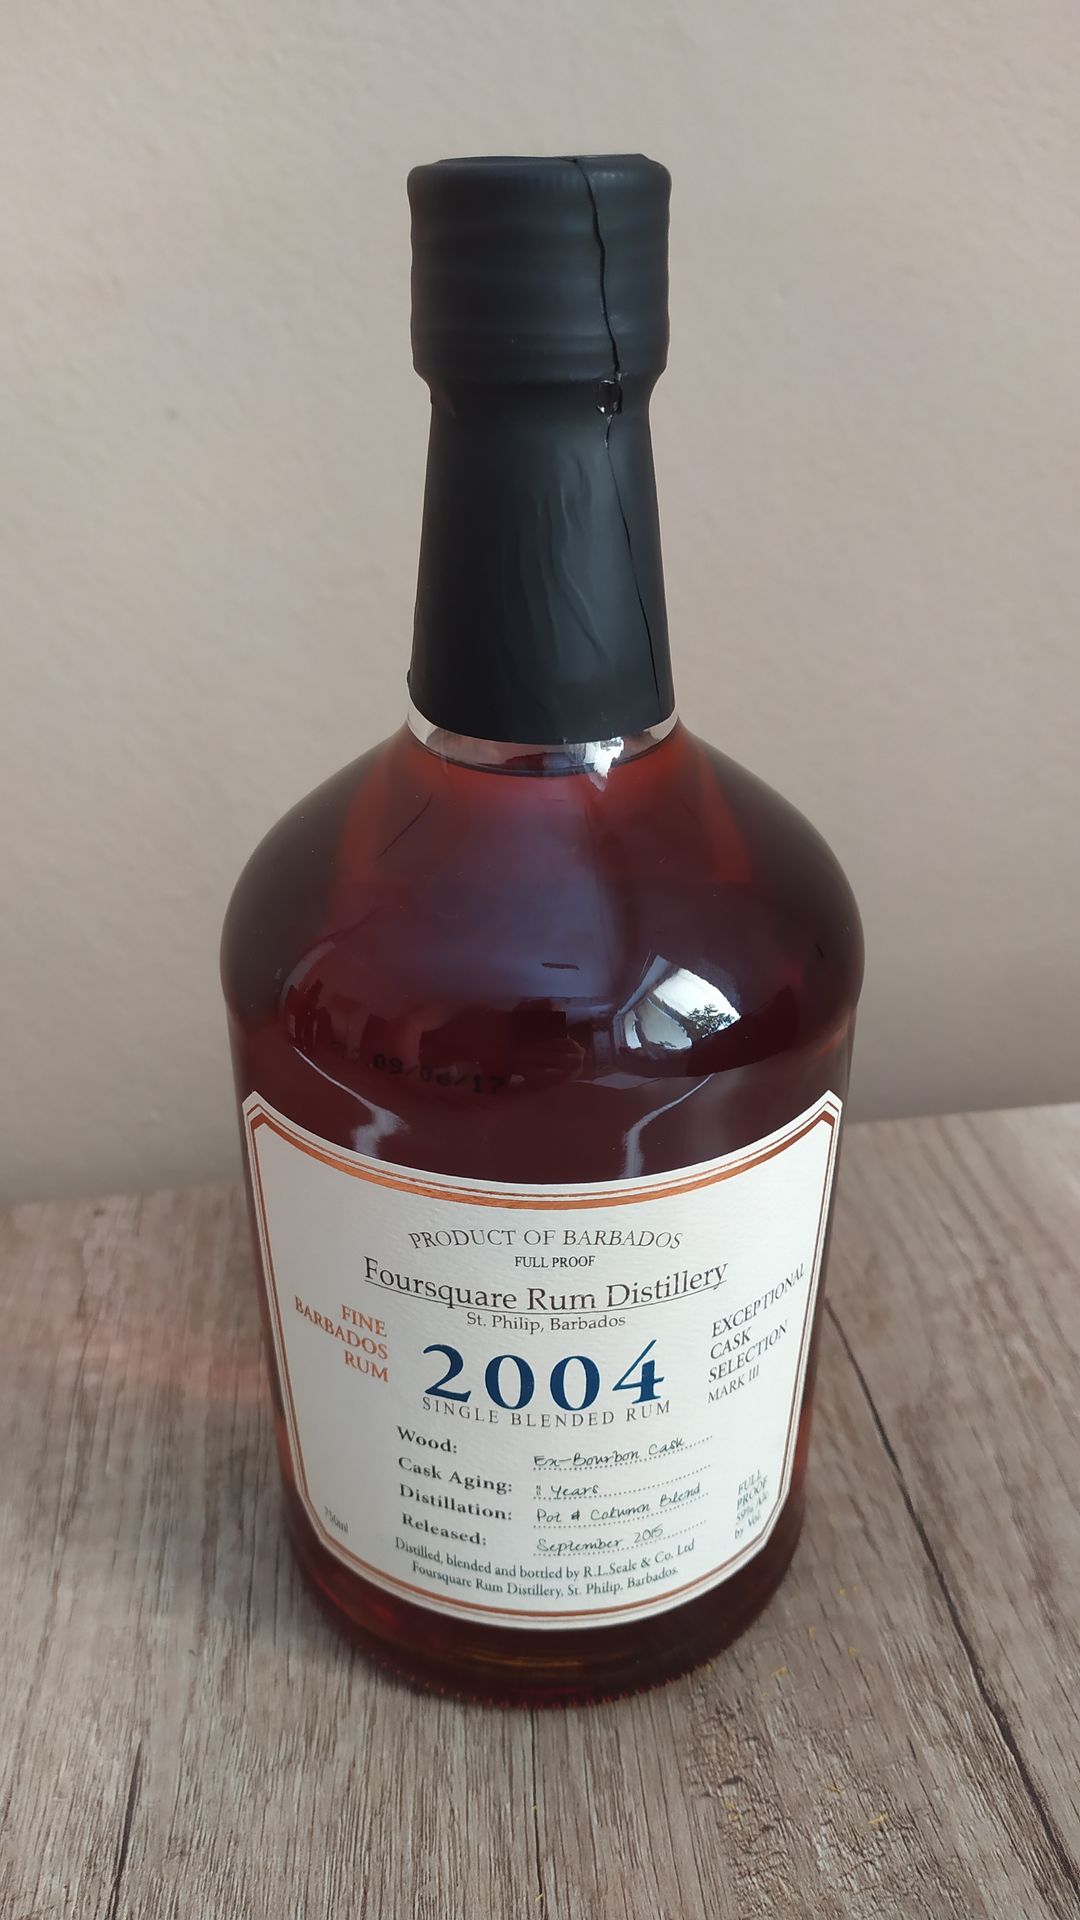 09/08/17
PRODUCT OF BARBADOS
FULL PROOF
Foursquare Rum Distillery
St. Philip, Barbados
FINE
BARBADOS
RUM
2004
SINGLE BLENDED RUM
EXCEPTIONAL
CASK
SELECTION
MARK III
Wood: Ex-Bourbon Cask
Cask Aging: 11 Years
Distillation: Pot & Column Blend
Released: September 2015
750ml
FULL
PROOF
59% Alc
by Vol.
Distilled, blended and bottled by R.L.Seale & Co. Ltd
Foursquare Rum Distillery, St. Philip, Barbados.